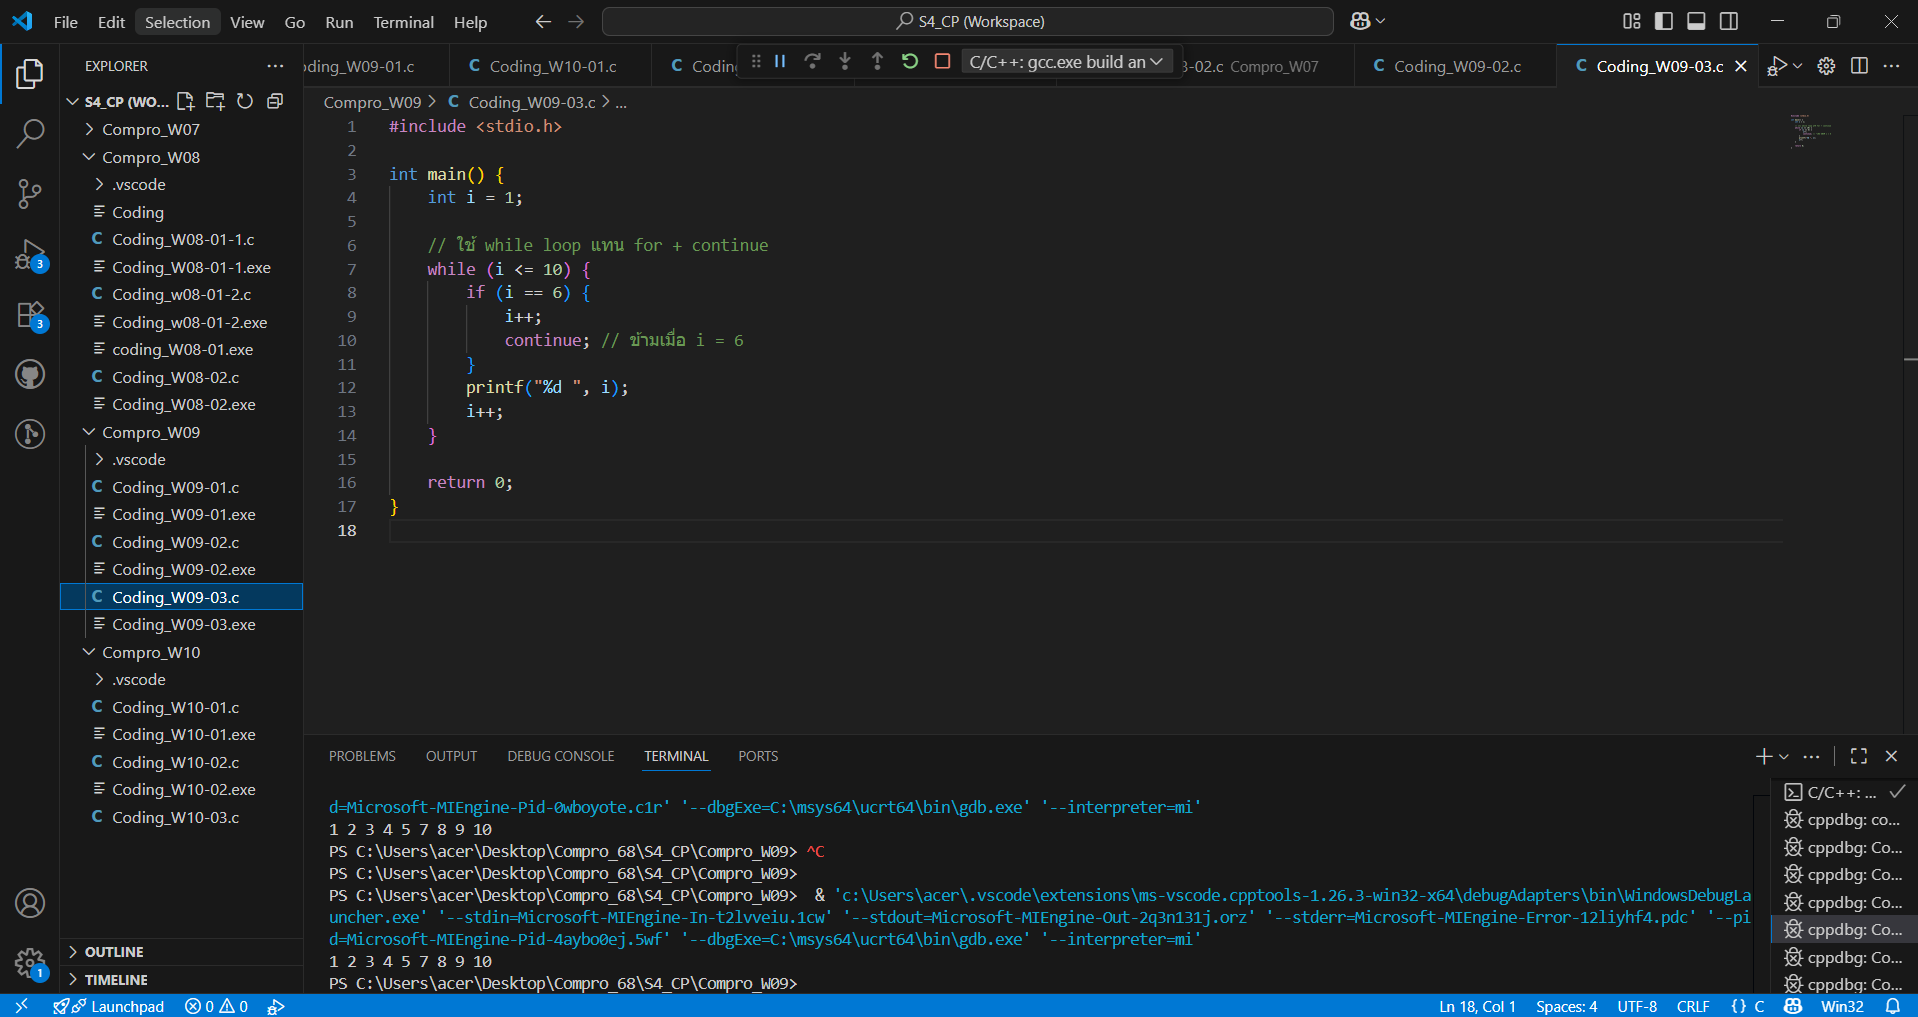 File Edit Selection View Go Run Terminal Help
S4_CP (Workspace)
EXPLORER
S4_CP (WO...
Compro_W07
Compro_W08
.vscode
Coding
Coding_W08-01-1.c
Coding_W08-01-1.exe
Coding_w08-01-2.c
Coding_w08-01-2.exe
coding_W08-01.exe
Coding_W08-02.c
Coding_W08-02.exe
Compro_W09
.vscode
Coding_W09-01.c
Coding_W09-01.exe
Coding_W09-02.c
Coding_W09-02.exe
Coding_W09-03.c
Coding_W09-03.exe
Compro_W10
.vscode
Coding_W10-01.c
Coding_W10-01.exe
Coding_W10-02.c
Coding_W10-02.exe
Coding_W10-03.c
OUTLINE
TIMELINE
3
3
1
ding_W09-01.c
C Coding_W10-01.c
C Codin
C/C++: gcc.exe build an
3-02.c Compro_W07
C Coding_W09-02.c
C Coding_W09-03.c
Compro_W09 > C Coding_W09-03.c > ...
1 #include <stdio.h>
2
3 int main() {
4 int i = 1;
5
6 // ใช้ while loop แทน for + continue
7 while (i <= 10) {
8 if (i == 6) {
9 i++;
10 continue; // ข้ามเมื่อ i = 6
11 }
12 printf("%d ", i);
13 i++;
14 }
15
16 return 0;
17 }
18
PROBLEMS OUTPUT DEBUG CONSOLE TERMINAL PORTS
d=Microsoft-MIEngine-Pid-0wboyote.c1r' '--dbgExe=C:\msys64\ucrt64\bin\gdb.exe' '--interpreter=mi'
1 2 3 4 5 7 8 9 10
PS C:\Users\acer\Desktop\Compro_68\S4_CP\Compro_W09> ^C
PS C:\Users\acer\Desktop\Compro_68\S4_CP\Compro_W09>
PS C:\Users\acer\Desktop\Compro_68\S4_CP\Compro_W09> & 'c:\Users\acer\.vscode\extensions\ms-vscode.cpptools-1.26.3-win32-x64\debugAdapters\bin\WindowsDebugLa
uncher.exe' '--stdin=Microsoft-MIEngine-In-t2lvveiu.1cw' '--stdout=Microsoft-MIEngine-Out-2q3n131j.orz' '--stderr=Microsoft-MIEngine-Error-12liyhf4.pdc' '--pi
d=Microsoft-MIEngine-Pid-4aybo0ej.5wf' '--dbgExe=C:\msys64\ucrt64\bin\gdb.exe' '--interpreter=mi'
1 2 3 4 5 7 8 9 10
PS C:\Users\acer\Desktop\Compro_68\S4_CP\Compro_W09>
C/C++: ...
cppdbg: co...
cppdbg: Co...
cppdbg: Co...
cppdbg: Co...
cppdbg: Co...
cppdbg: Co...
cppdbg: Co...
Launchpad 0 0
Ln 18, Col 1 Spaces: 4 UTF-8 CRLF {} C Win32